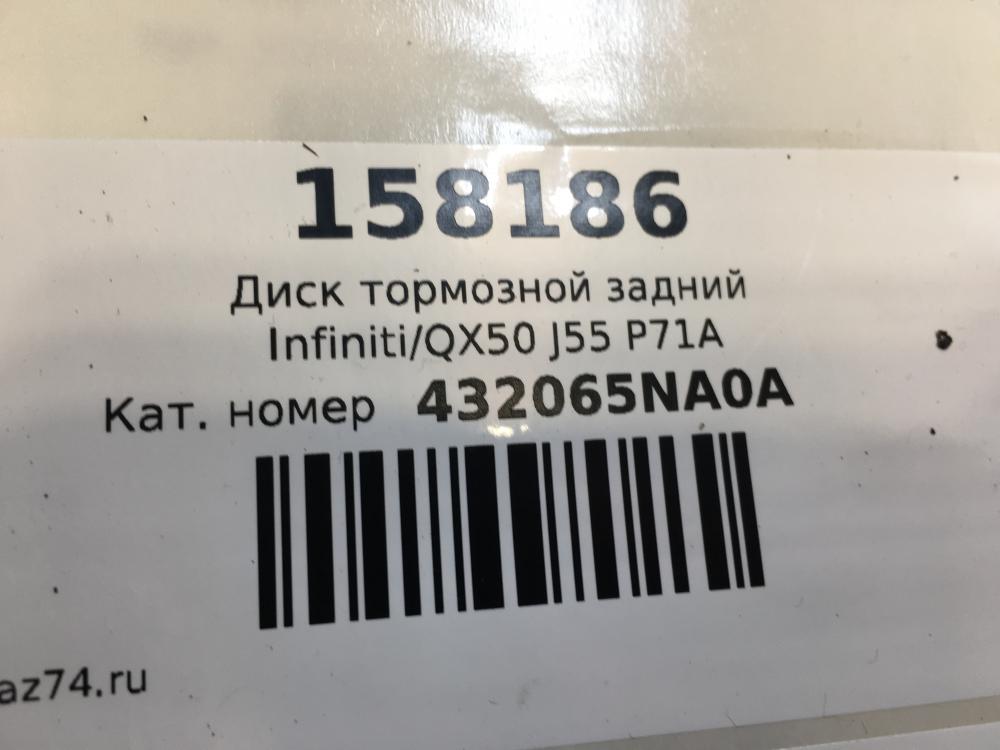 158186
Диск тормозной задний
Infiniti/QX50 J55 P71A
Кат. номер 432065NA0A
az74.ru